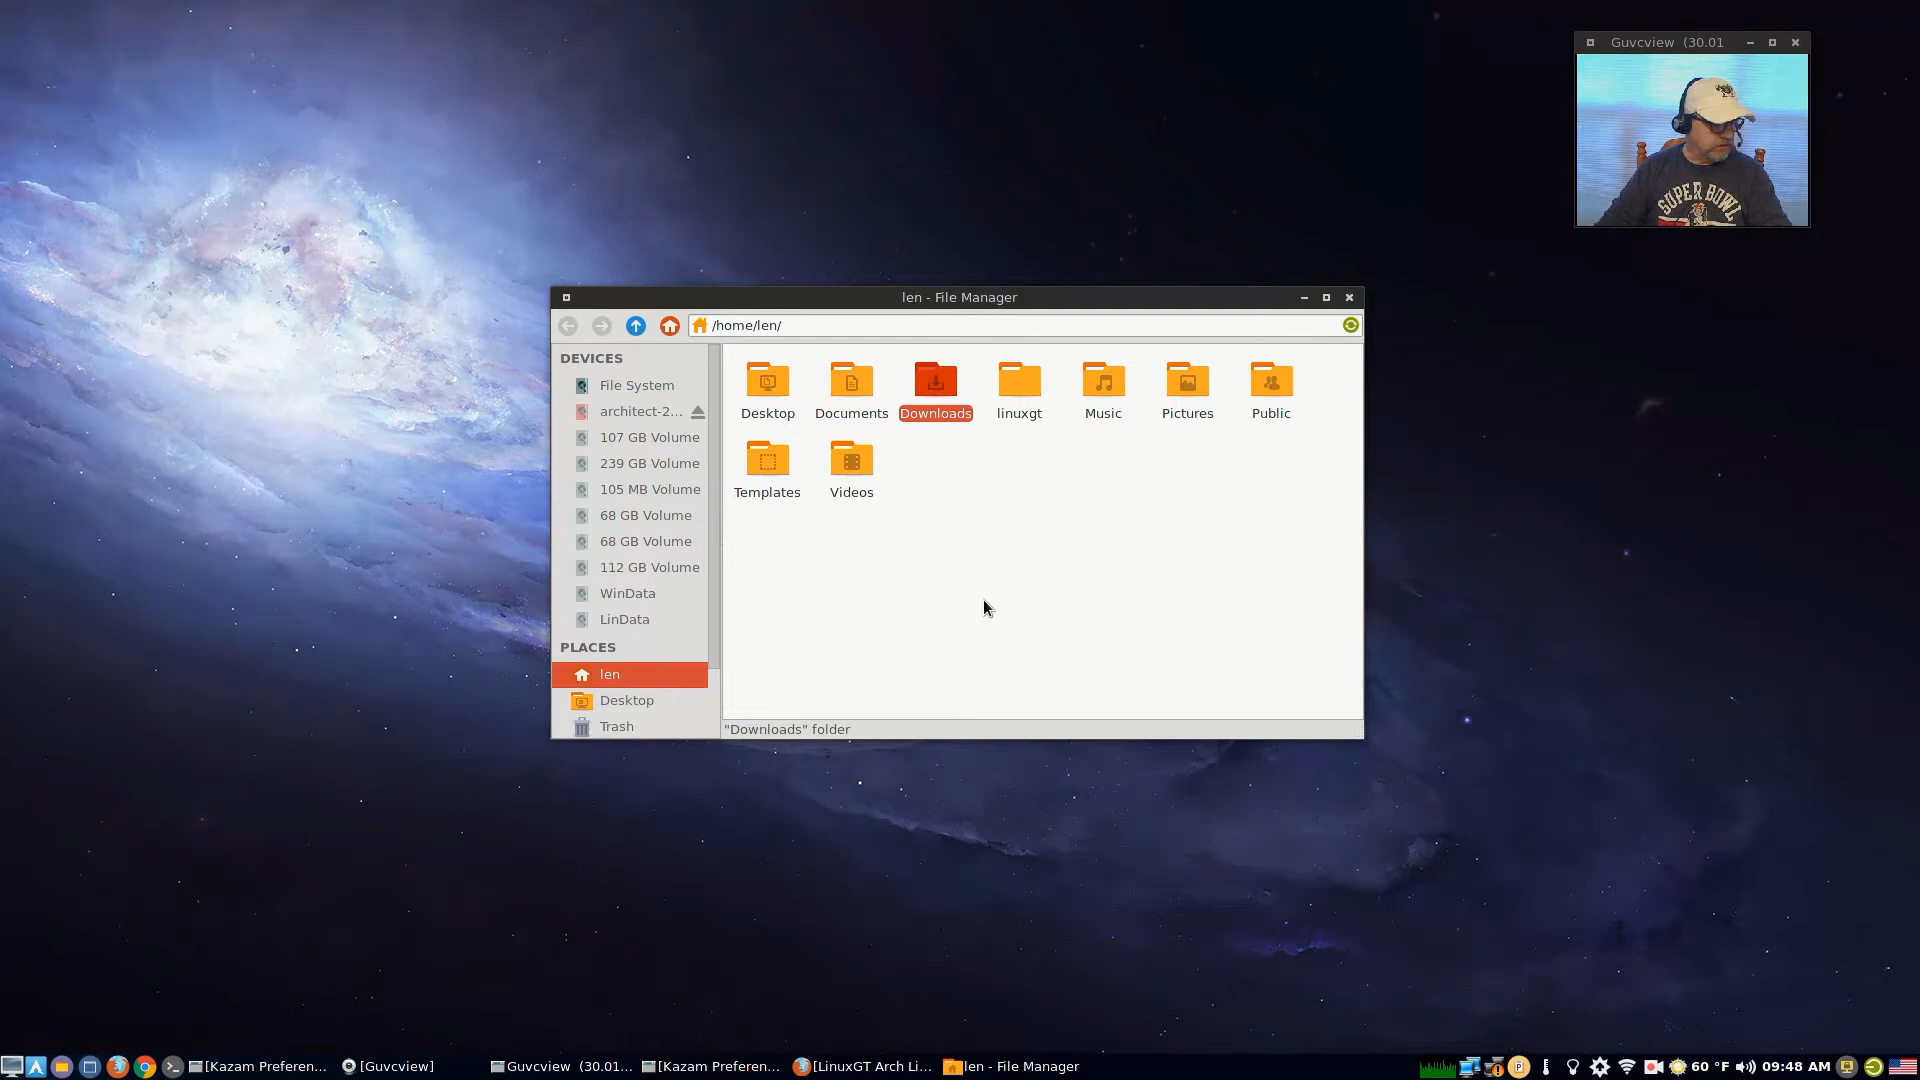 Guvcview (30.01
SUPER BOWL
len - File Manager
/home/len/
DEVICES
File System
architect-2...
107 GB Volume
239 GB Volume
105 MB Volume
68 GB Volume
68 GB Volume
112 GB Volume
WinData
LinData
PLACES
len
Desktop
Trash
Desktop
Documents
Downloads
linuxgt
Music
Pictures
Public
Templates
Videos
"Downloads" folder
[Kazam Preferen...
[Guvcview]
Guvcview (30.01...
[Kazam Preferen...
[LinuxGT Arch Li...
len - File Manager
60 °F
09:48 AM